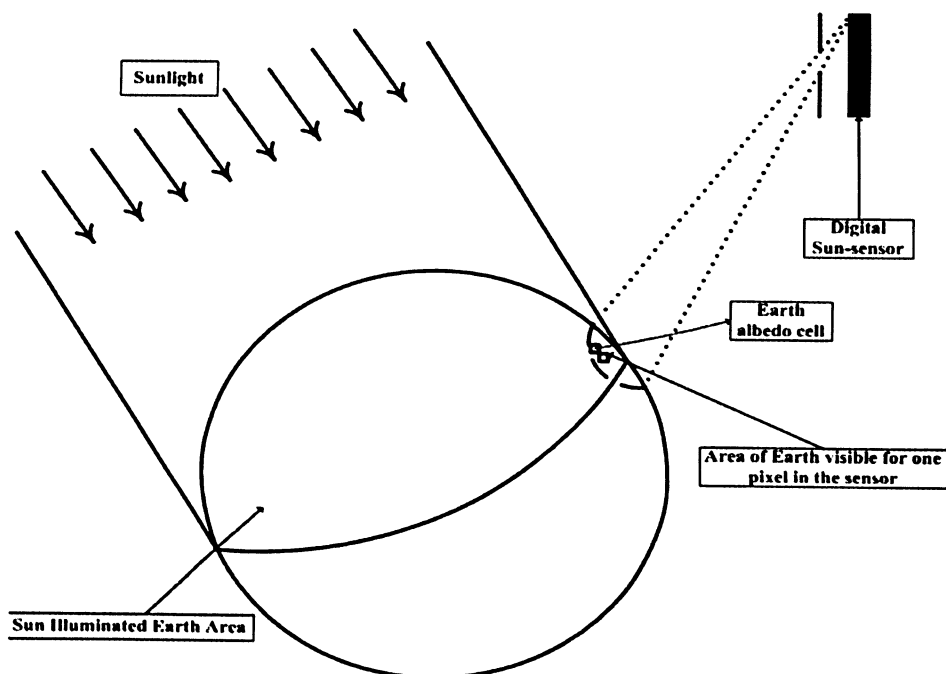 Sunlight
Digital
Sun-sensor
Earth
albedo cell
Area of Earth visible for one
pixel in the sensor
Sun Illuminated Earth Area